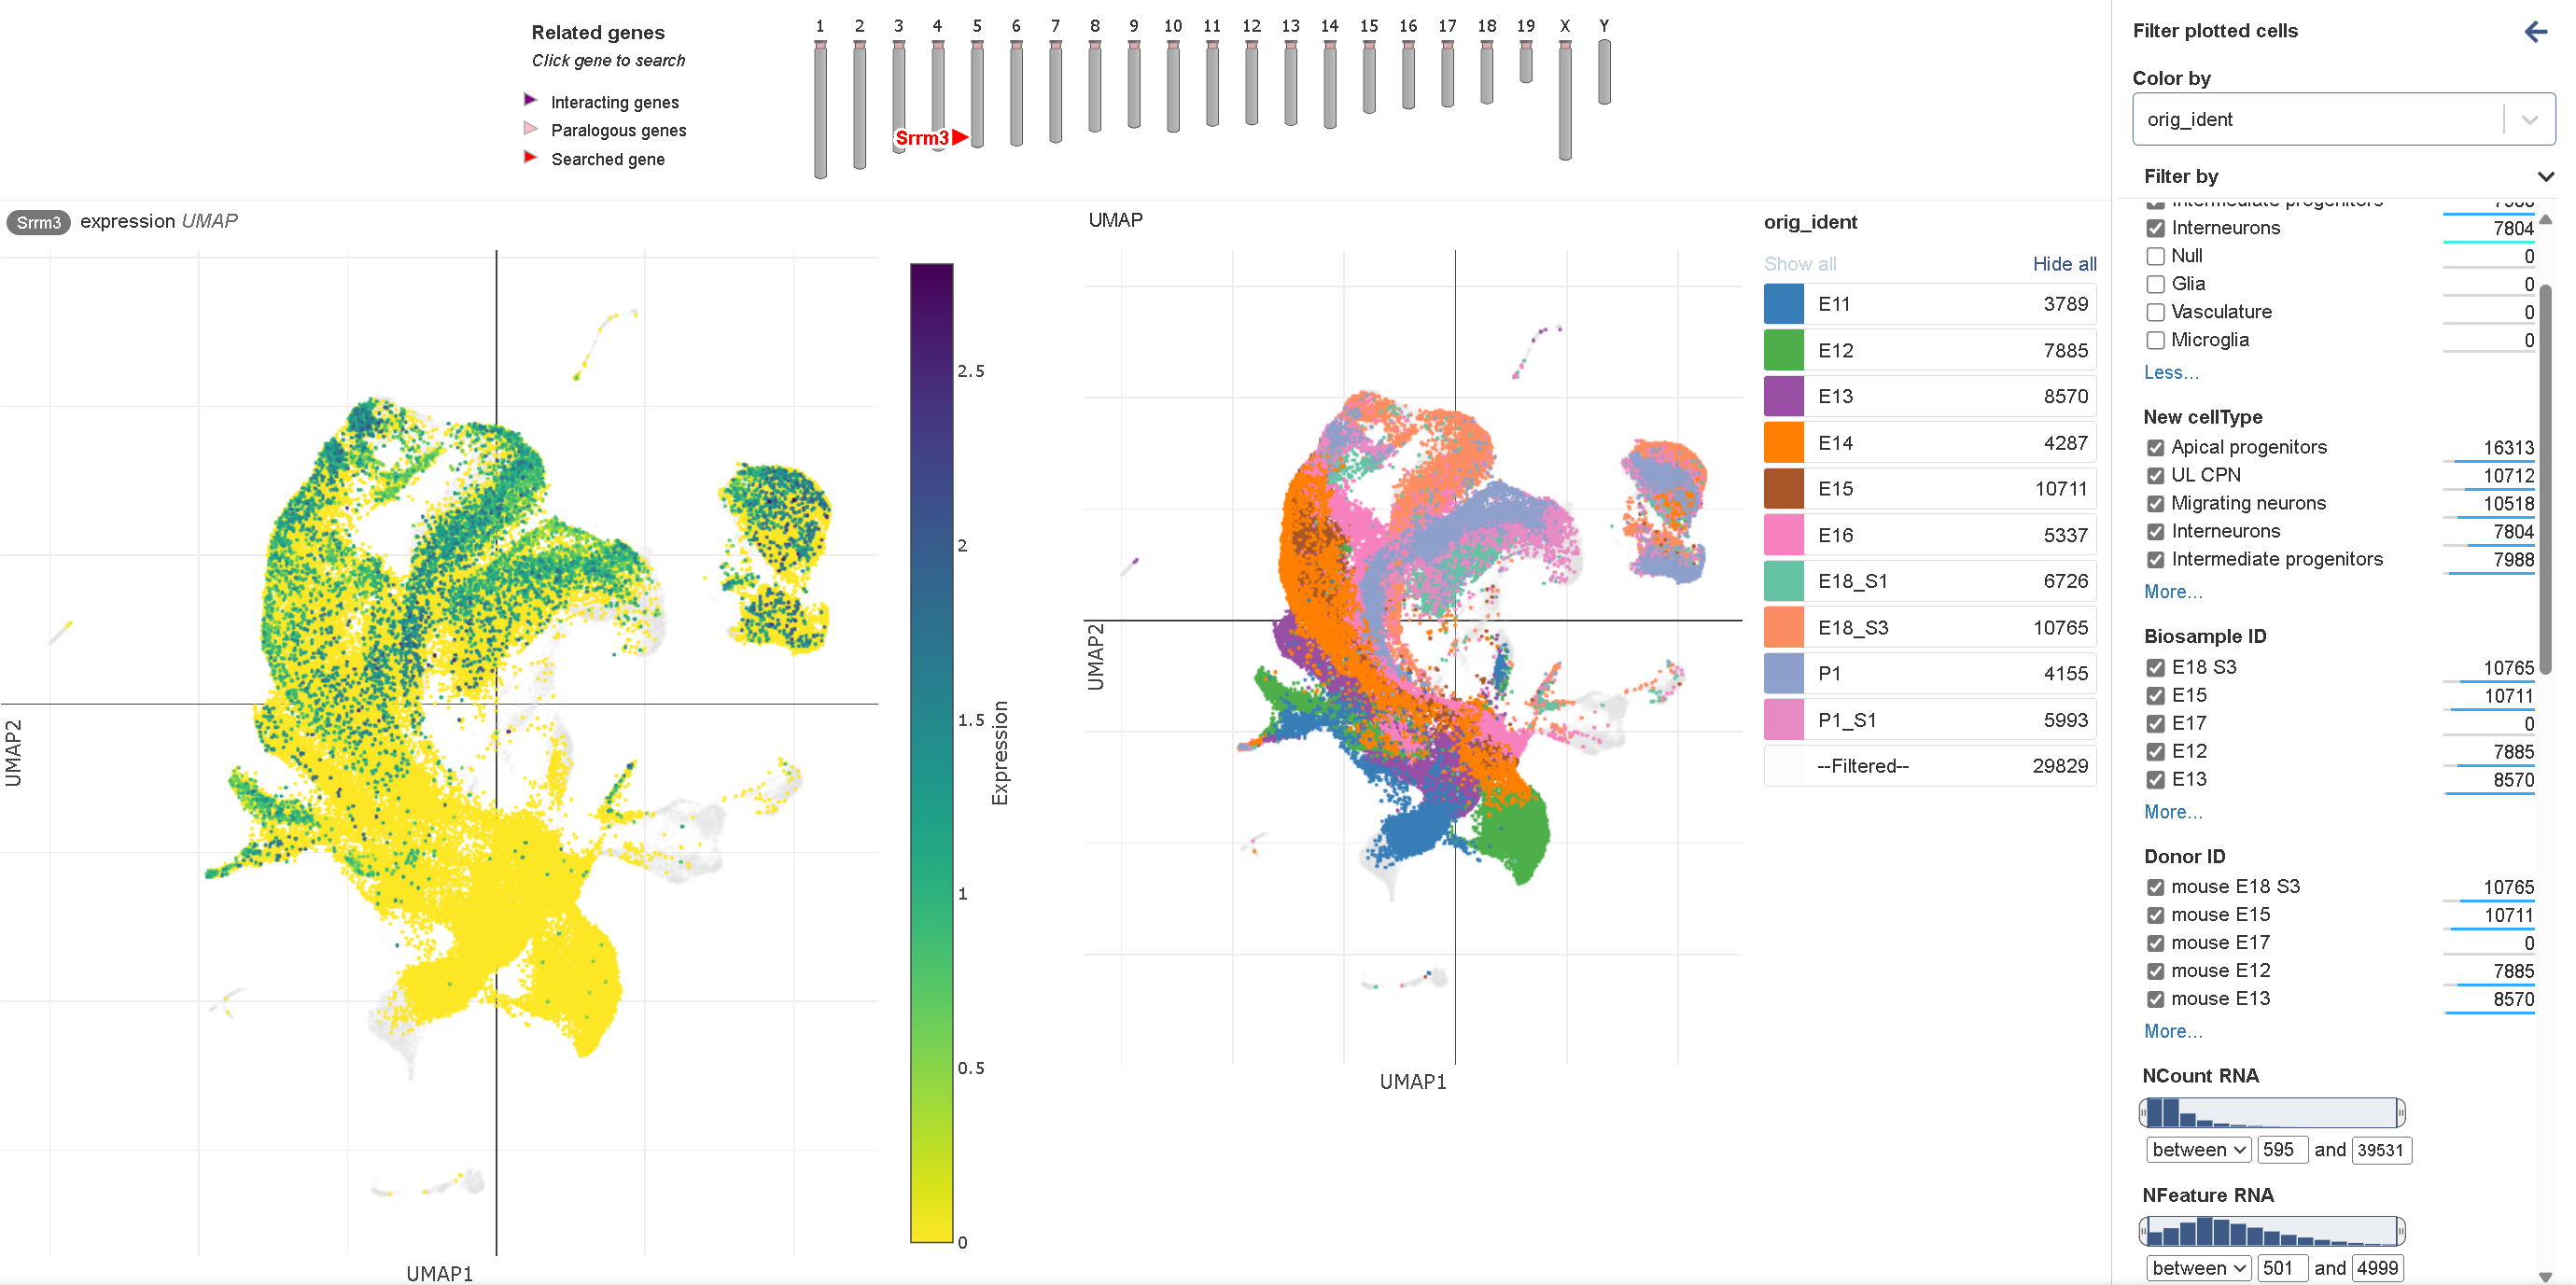 Related genes
Click gene to search
Interacting genes
Paralogous genes
Searched gene
1 2 3 4 5 6 7 8 9 10 11 12 13 14 15 16 17 18 19 X Y
Srrm3
Srrm3 expression UMAP
2.5
2
1.5
1
0.5
0
Expression
UMAP2
UMAP1
UMAP
UMAP2
UMAP1
orig_ident
Show all Hide all
E11 3789
E12 7885
E13 8570
E14 4287
E15 10711
E16 5337
E18_S1 6726
E18_S3 10765
P1 4155
P1_S1 5993
--Filtered-- 29829
Filter plotted cells
Color by
orig_ident
Filter by
Intermediate progenitors 7988
Interneurons 7804
Null 0
Glia 0
Vasculature 0
Microglia 0
Less...
New cellType
Apical progenitors 16313
UL CPN 10712
Migrating neurons 10518
Interneurons 7804
Intermediate progenitors 7988
More...
Biosample ID
E18 S3 10765
E15 10711
E17 0
E12 7885
E13 8570
More...
Donor ID
mouse E18 S3 10765
mouse E15 10711
mouse E17 0
mouse E12 7885
mouse E13 8570
More...
NCount RNA
between 595 and 39531
NFeature RNA
between 501 and 4999